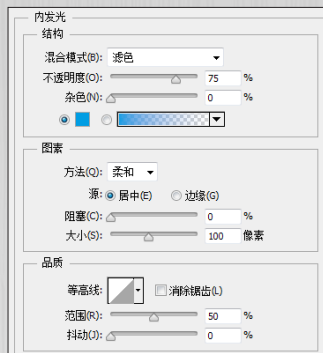 内发光
结构
混合模式(B): 滤色
不透明度(O): 75 %
杂色(N): 0 %
图素
方法(Q): 柔和
源: 居中(E) 边缘(G)
阻塞(C): 0 %
大小(S): 100 像素
品质
等高线: 消除锯齿(L)
范围(R): 50 %
抖动(J): 0 %